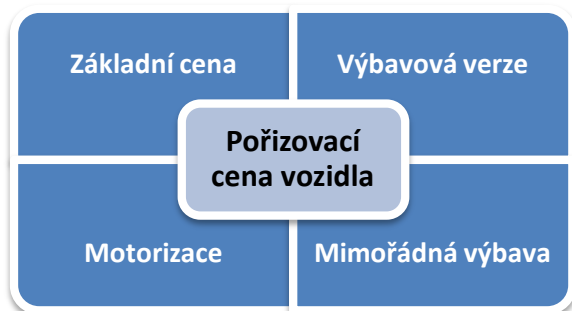 Základní cena
Výbavová verze
Pořizovací
cena vozidla
Motorizace
Mimořádná výbava